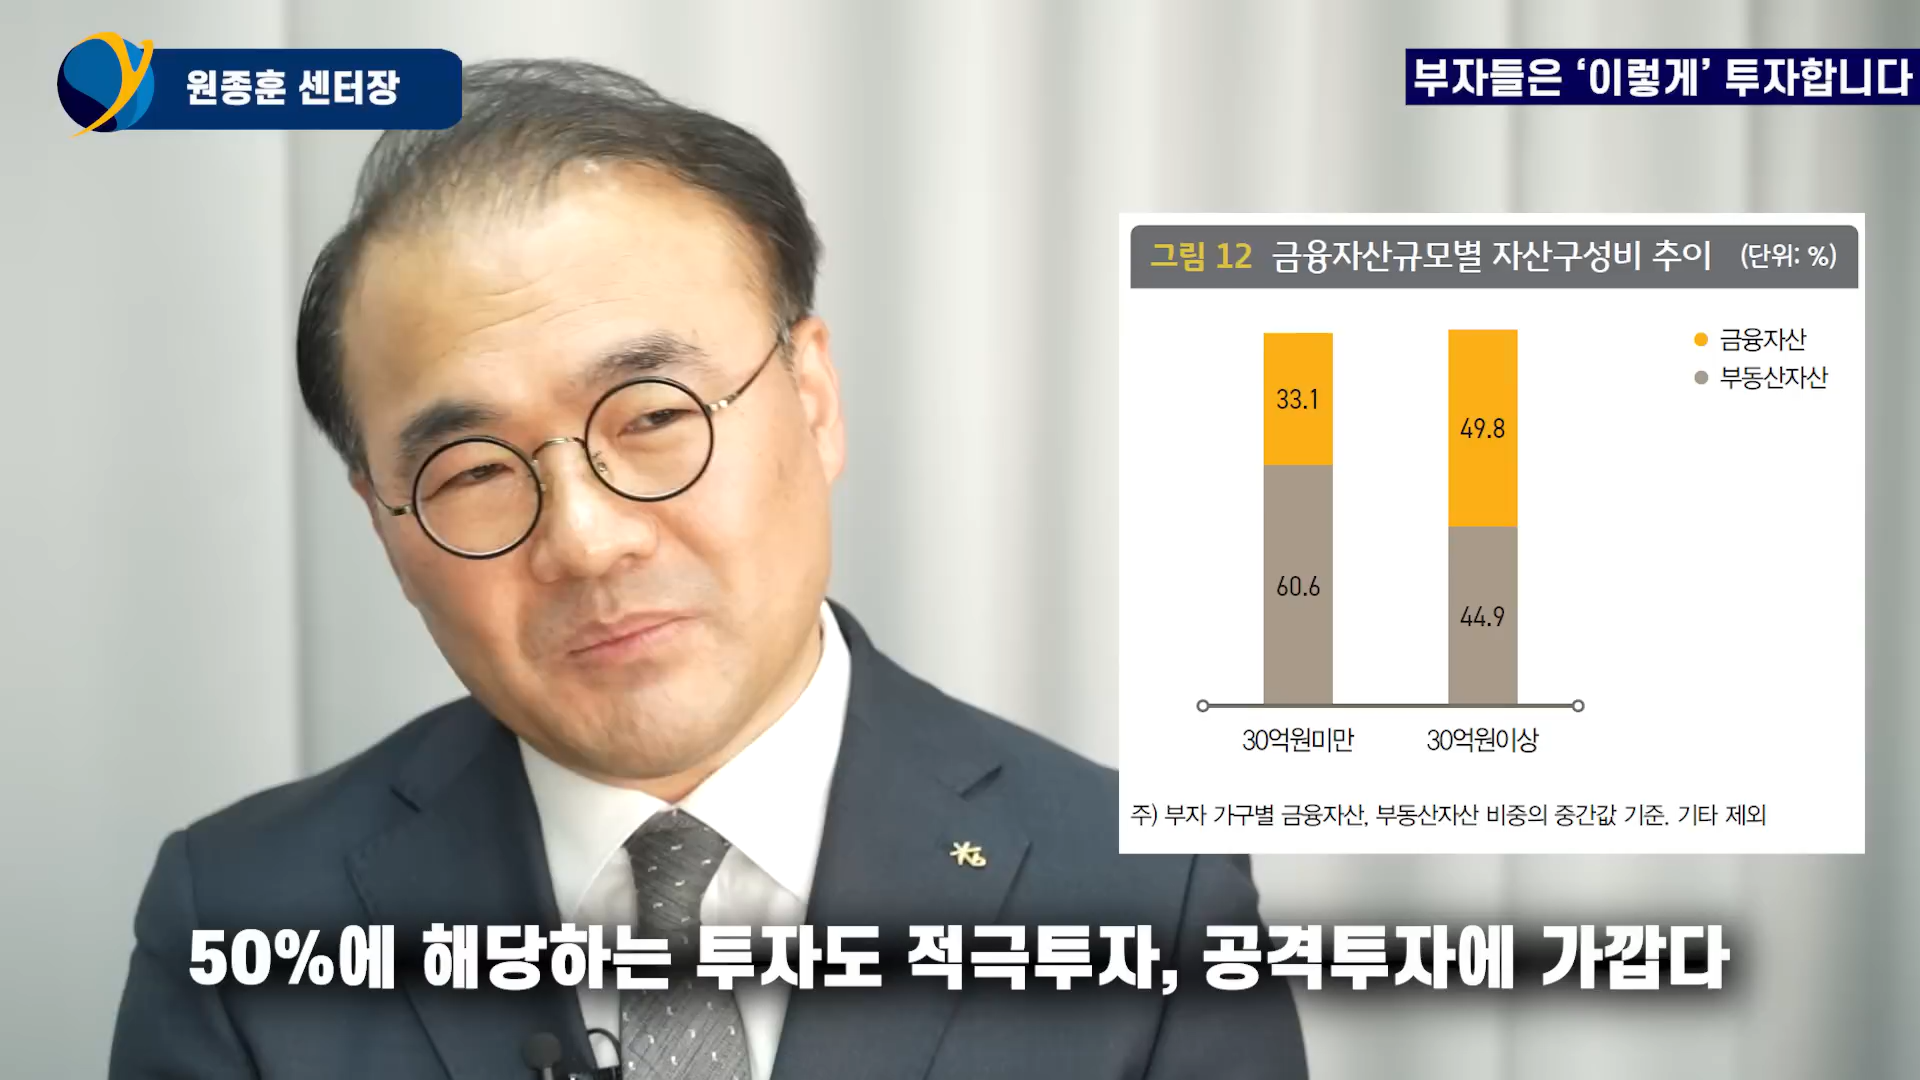 원종훈 센터장
부자들은 ‘이렇게’ 투자합니다
그림 12 금융자산규모별 자산구성비 추이 (단위: %)
금융자산
부동산자산
33.1
49.8
60.6
44.9
30억원미만 30억원이상
주) 부자 가구별 금융자산, 부동산자산 비중의 중간값 기준. 기타 제외
50%에 해당하는 투자도 적극투자, 공격투자에 가깝다